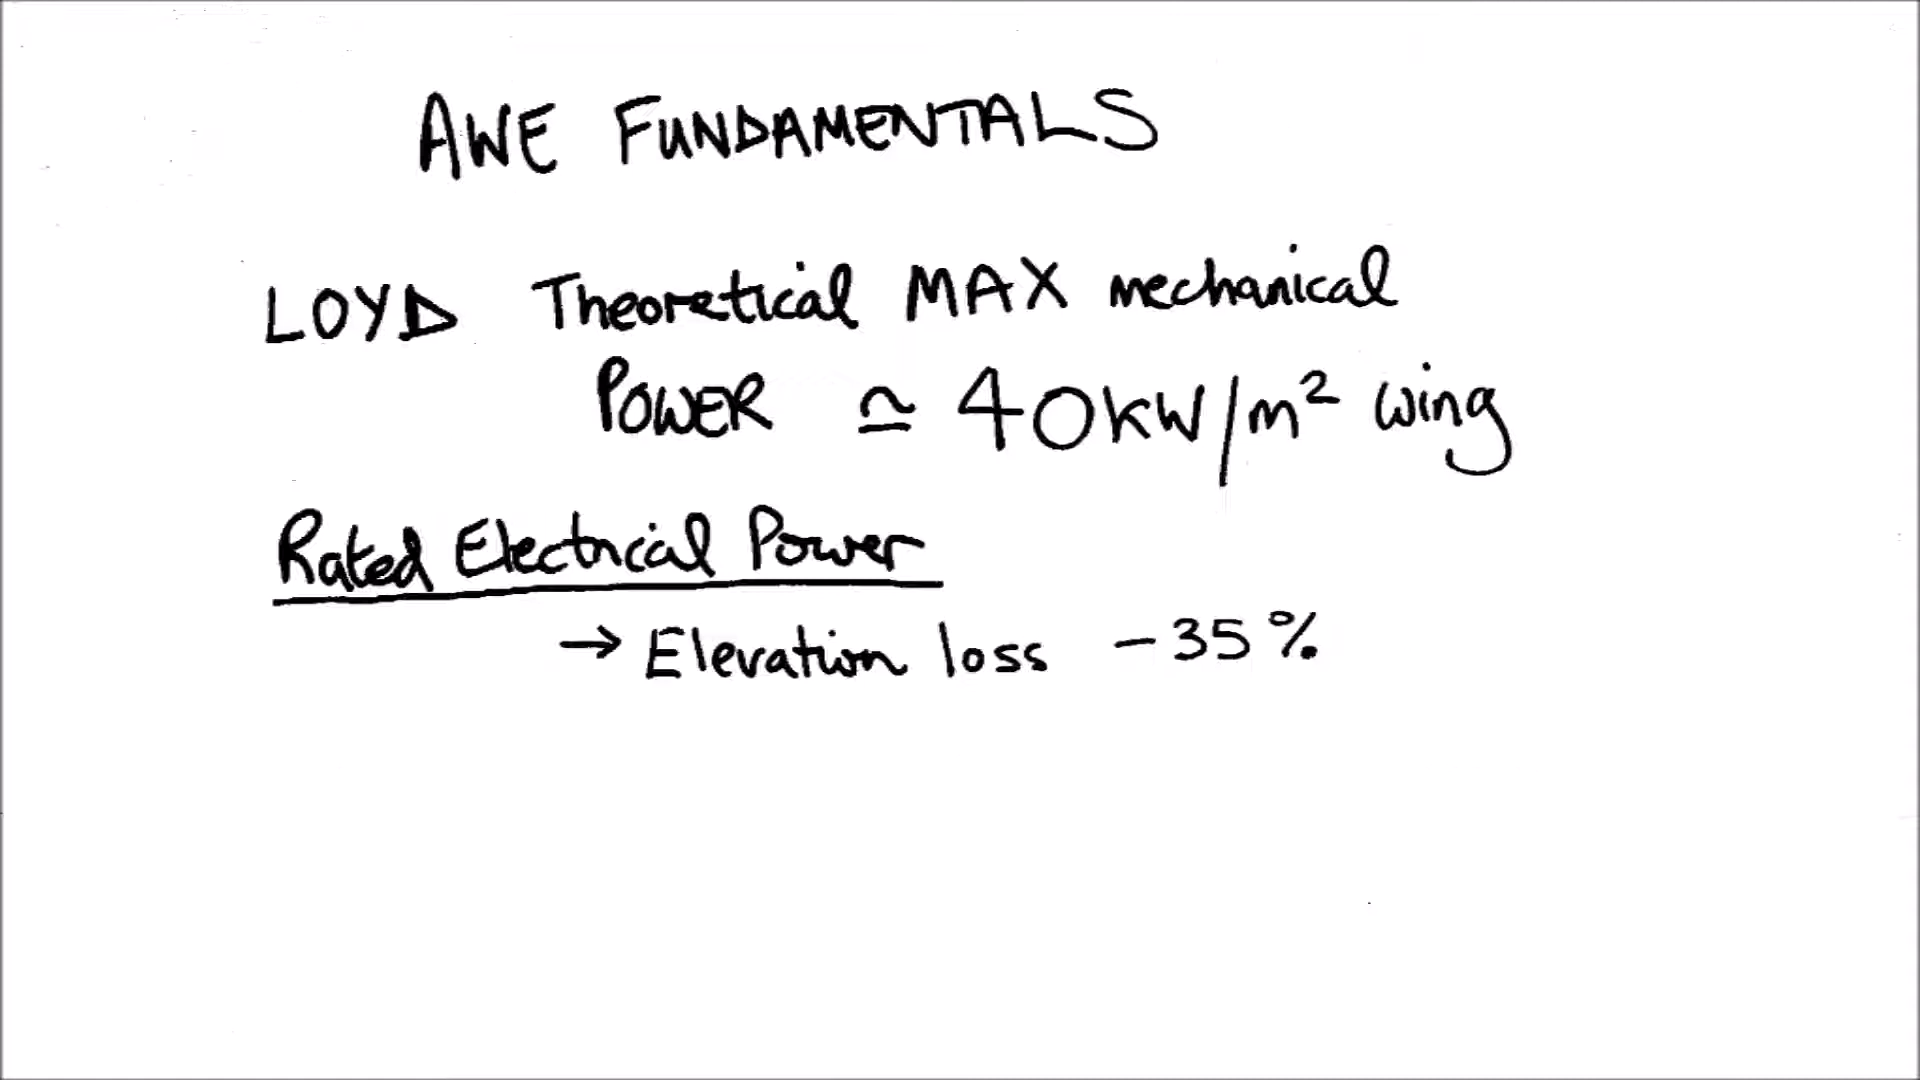 AWE FUNDAMENTALS
LOYD Theoretical MAX mechanical
POWER ≃ 40kW/m² wing
Rated Electrical Power
→ Elevation loss -35%